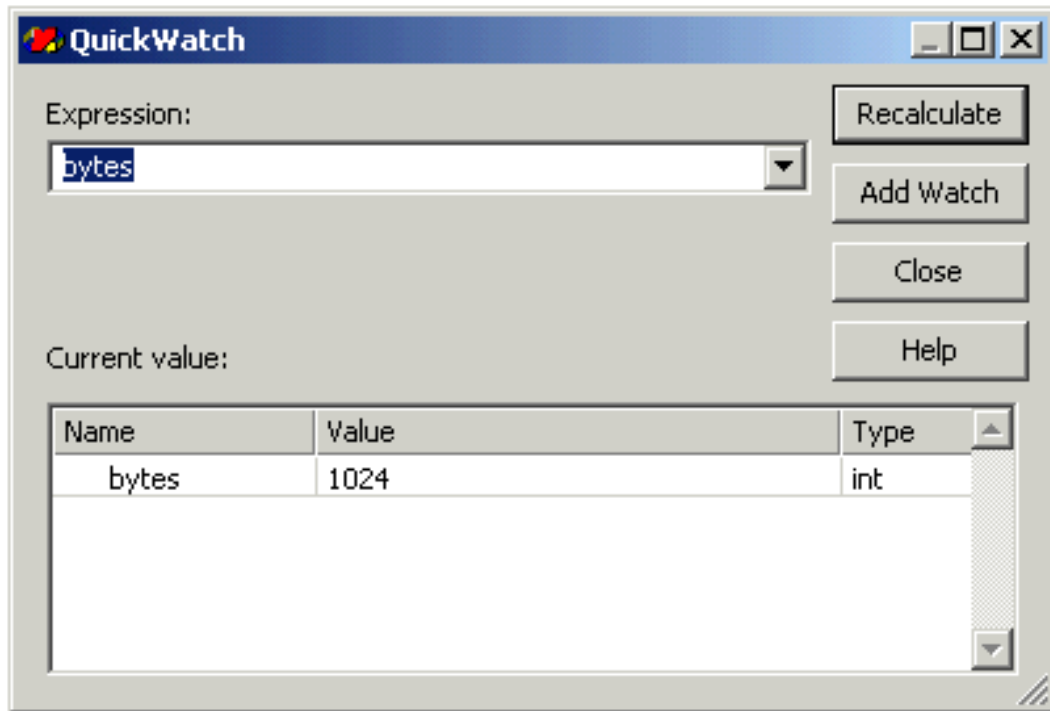 QuickWatch
Expression:
bytes
Recalculate
Add Watch
Close
Help
Current value:
Name Value Type
bytes 1024 int